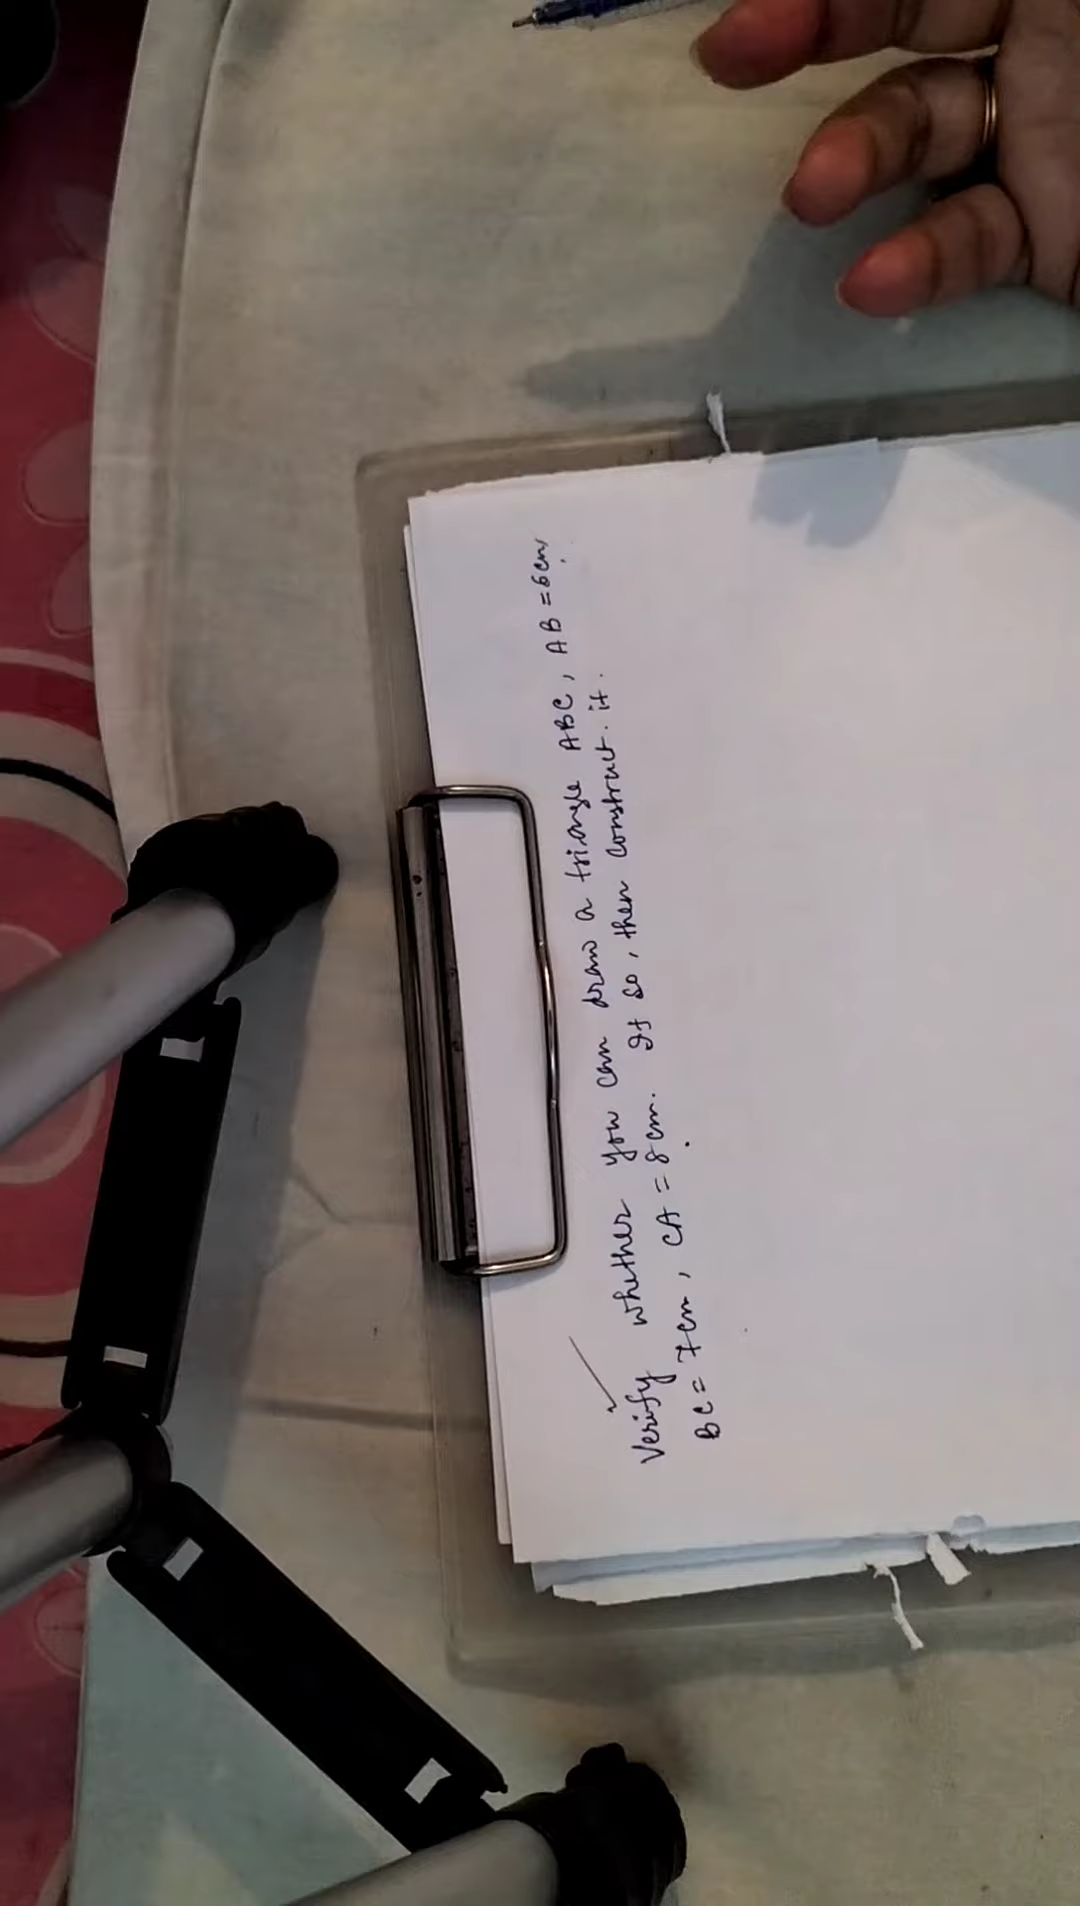 Verify whether you can draw a triangle ABC, AB = 6cm,
BC = 7cm, CA = 8cm. If so, then construct it.